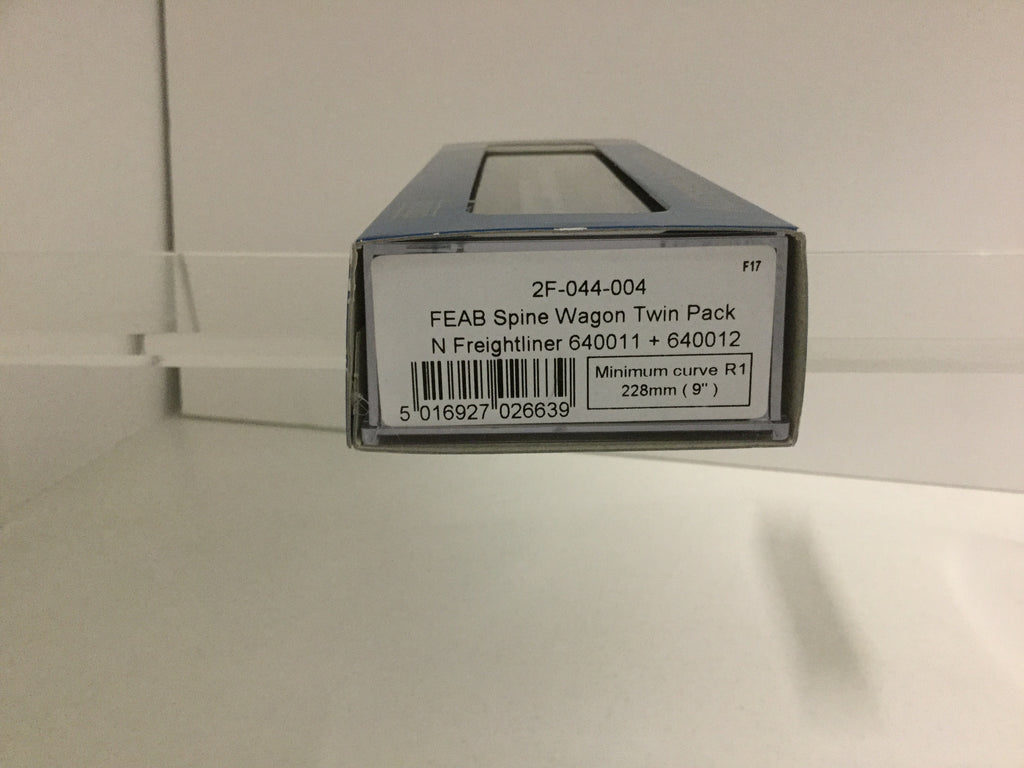 F17
2F-044-004
FEAB Spine Wagon Twin Pack
N Freightliner 640011 + 640012
Minimum curve R1
228mm ( 9" )
5 016927 026639